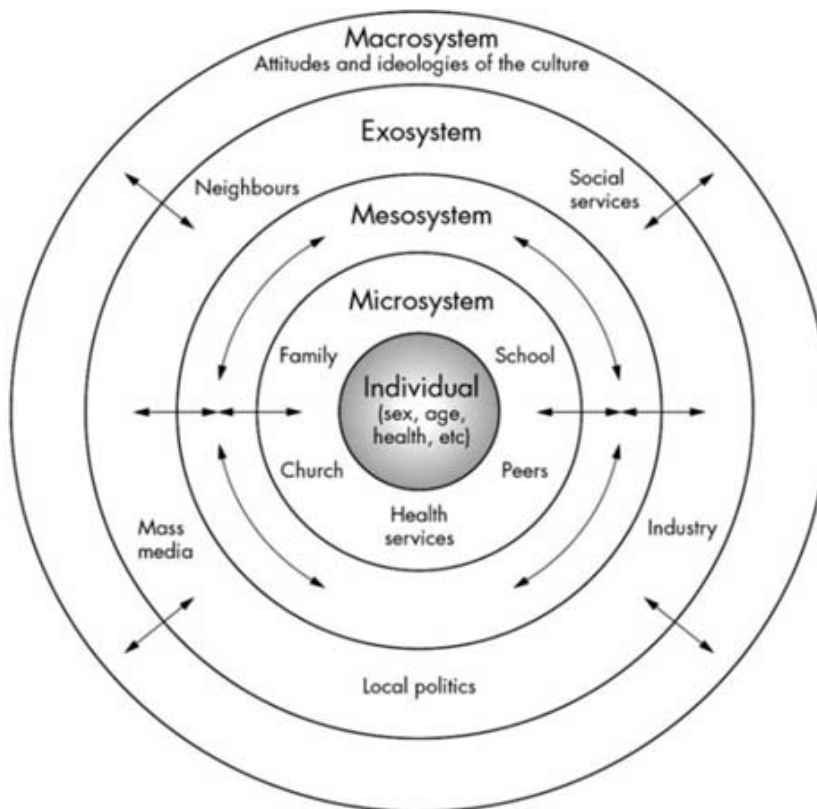 Macrosystem
Attitudes and ideologies of the culture
Exosystem
Neighbours
Social
services
Mesosystem
Microsystem
Family
School
Individual
(sex, age,
health, etc)
Church
Peers
Health
services
Mass
media
Industry
Local politics